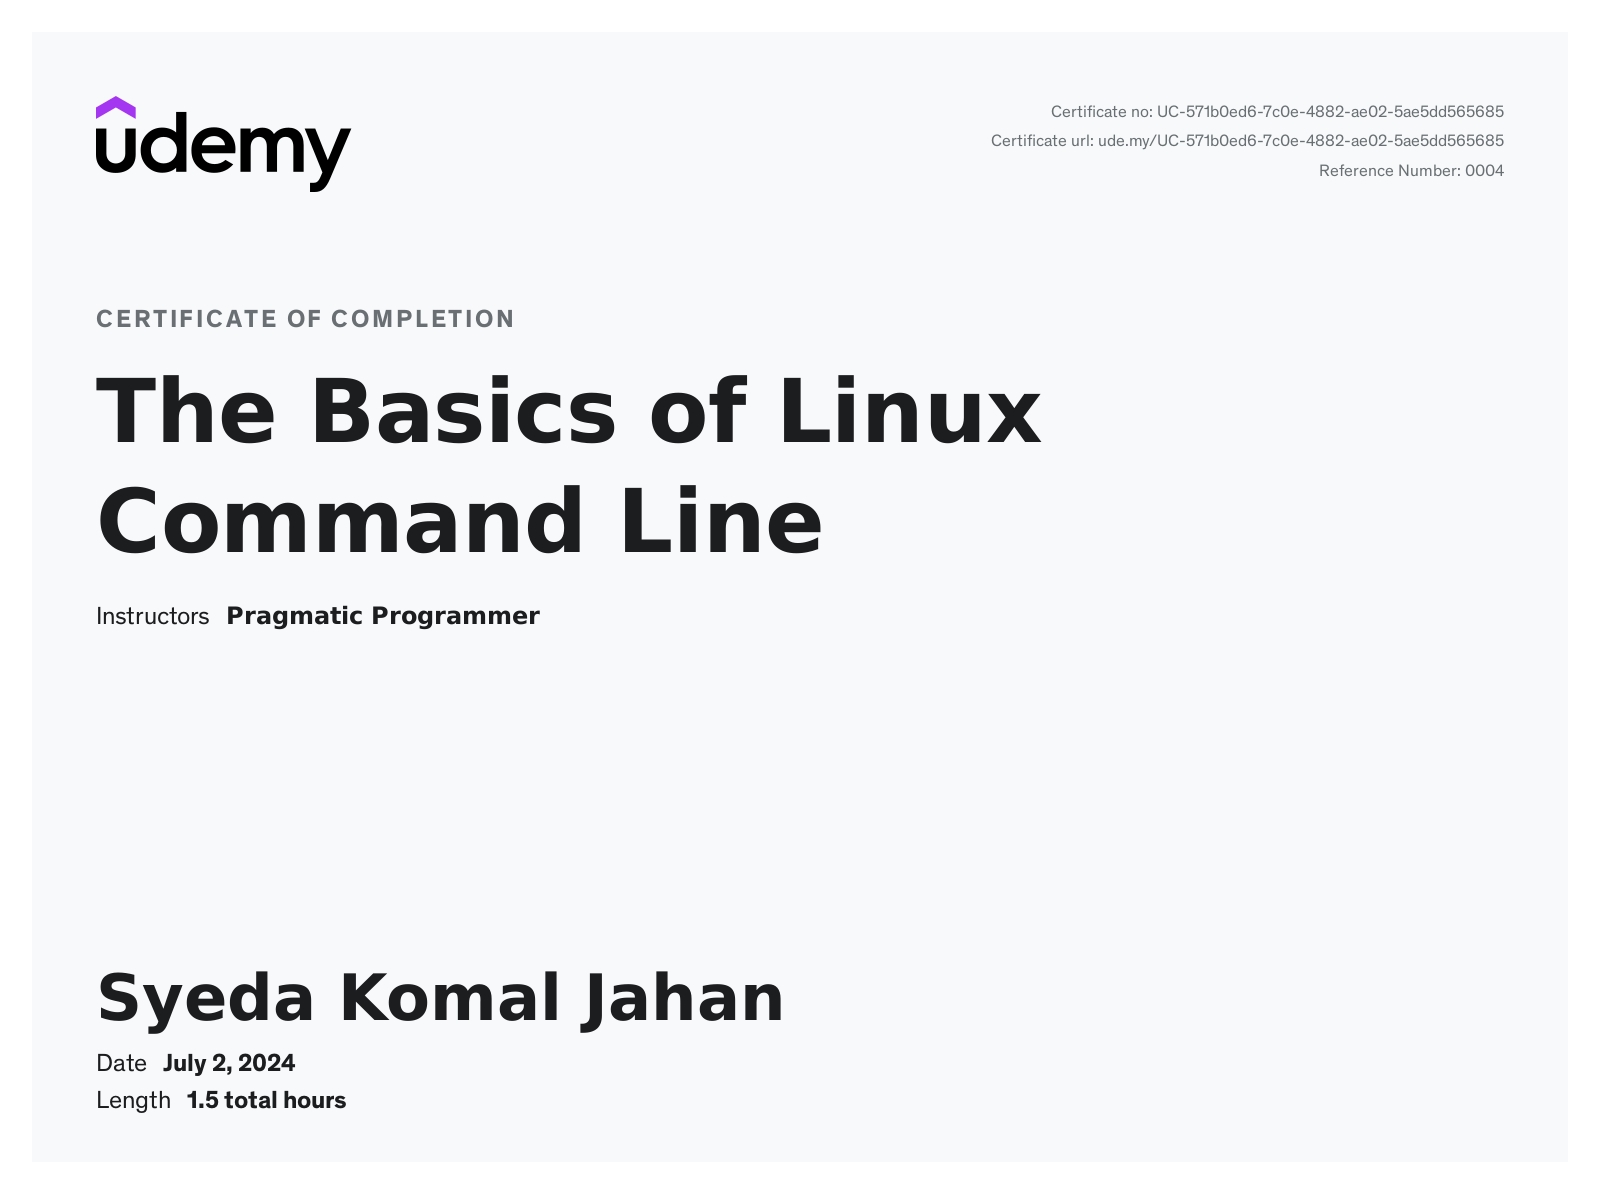 udemy
Certificate no: UC-571b0ed6-7c0e-4882-ae02-5ae5dd565685
Certificate url: ude.my/UC-571b0ed6-7c0e-4882-ae02-5ae5dd565685
Reference Number: 0004
CERTIFICATE OF COMPLETION
The Basics of Linux
Command Line
Instructors Pragmatic Programmer
Syeda Komal Jahan
Date July 2, 2024
Length 1.5 total hours